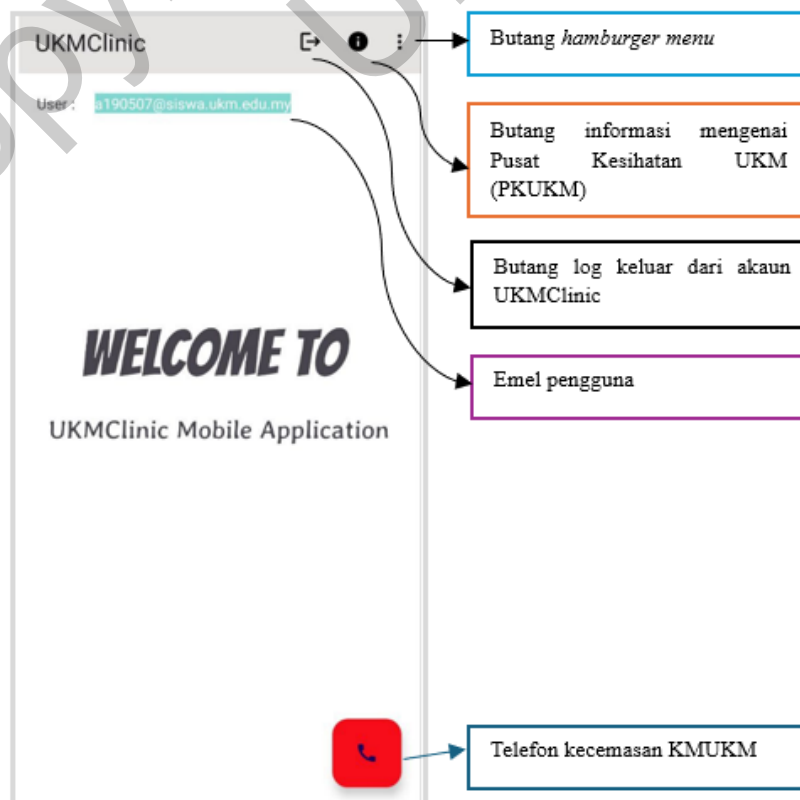 UKMClinic
User :
a190507@siswa.ukm.edu.my
WELCOME TO
UKMClinic Mobile Application
Butang hamburger menu
Butang informasi mengenai
Pusat Kesihatan UKM
(PKUKM)
Butang log keluar dari akaun
UKMClinic
Emel pengguna
Telefon kecemasan KMUKM